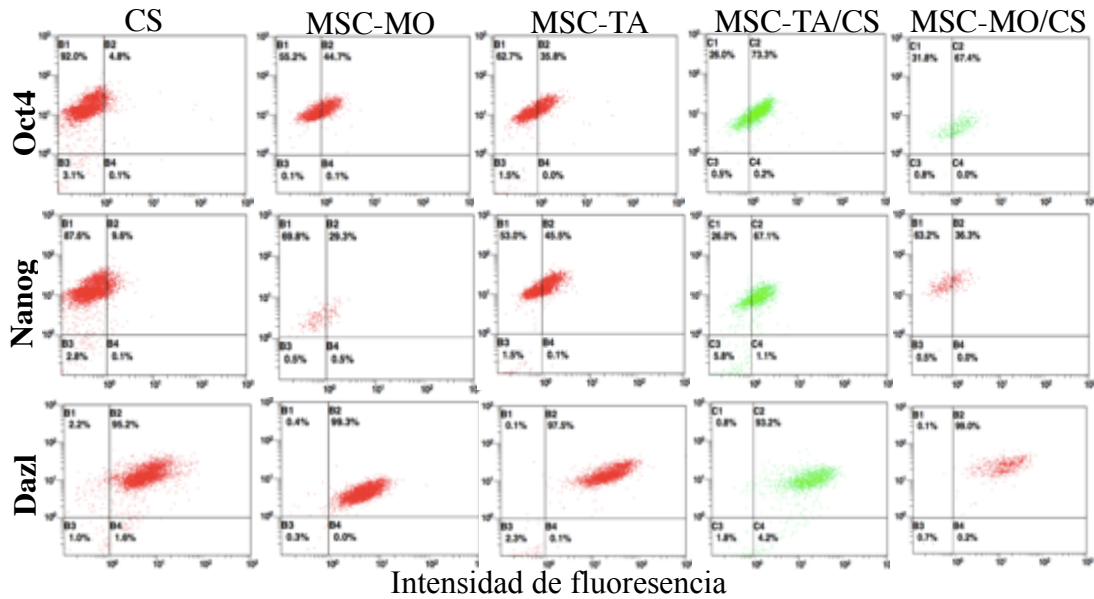 CS MSC-MO MSC-TA MSC-TA/CS MSC-MO/CS
Oct4
B1 B2 B1 B2 B1 B2 C1 C2 C1 C2
92.0% 4.8% 55.2% 44.7% 62.7% 35.8% 26.0% 73.3% 31.8% 67.4%
B3 B4 B3 B4 B3 B4 C3 C4 C3 C4
3.1% 0.1% 0.1% 0.1% 1.5% 0.0% 0.5% 0.2% 0.8% 0.0%
Nanog
B1 B2 B1 B2 B1 B2 C1 C2 B1 B2
87.6% 9.6% 69.8% 29.3% 53.0% 45.5% 26.0% 67.1% 63.2% 36.3%
B3 B4 B3 B4 B3 B4 C3 C4 B3 B4
2.8% 0.1% 0.5% 0.5% 1.5% 0.1% 5.8% 1.1% 0.5% 0.0%
Dazl
B1 B2 B1 B2 B1 B2 C1 C2 B1 B2
2.2% 95.2% 0.4% 99.3% 0.1% 97.5% 0.8% 93.2% 0.1% 99.0%
B3 B4 B3 B4 B3 B4 C3 C4 B3 B4
1.0% 1.6% 0.3% 0.0% 2.3% 0.1% 1.8% 4.2% 0.7% 0.2%
Intensidad de fluoresencia